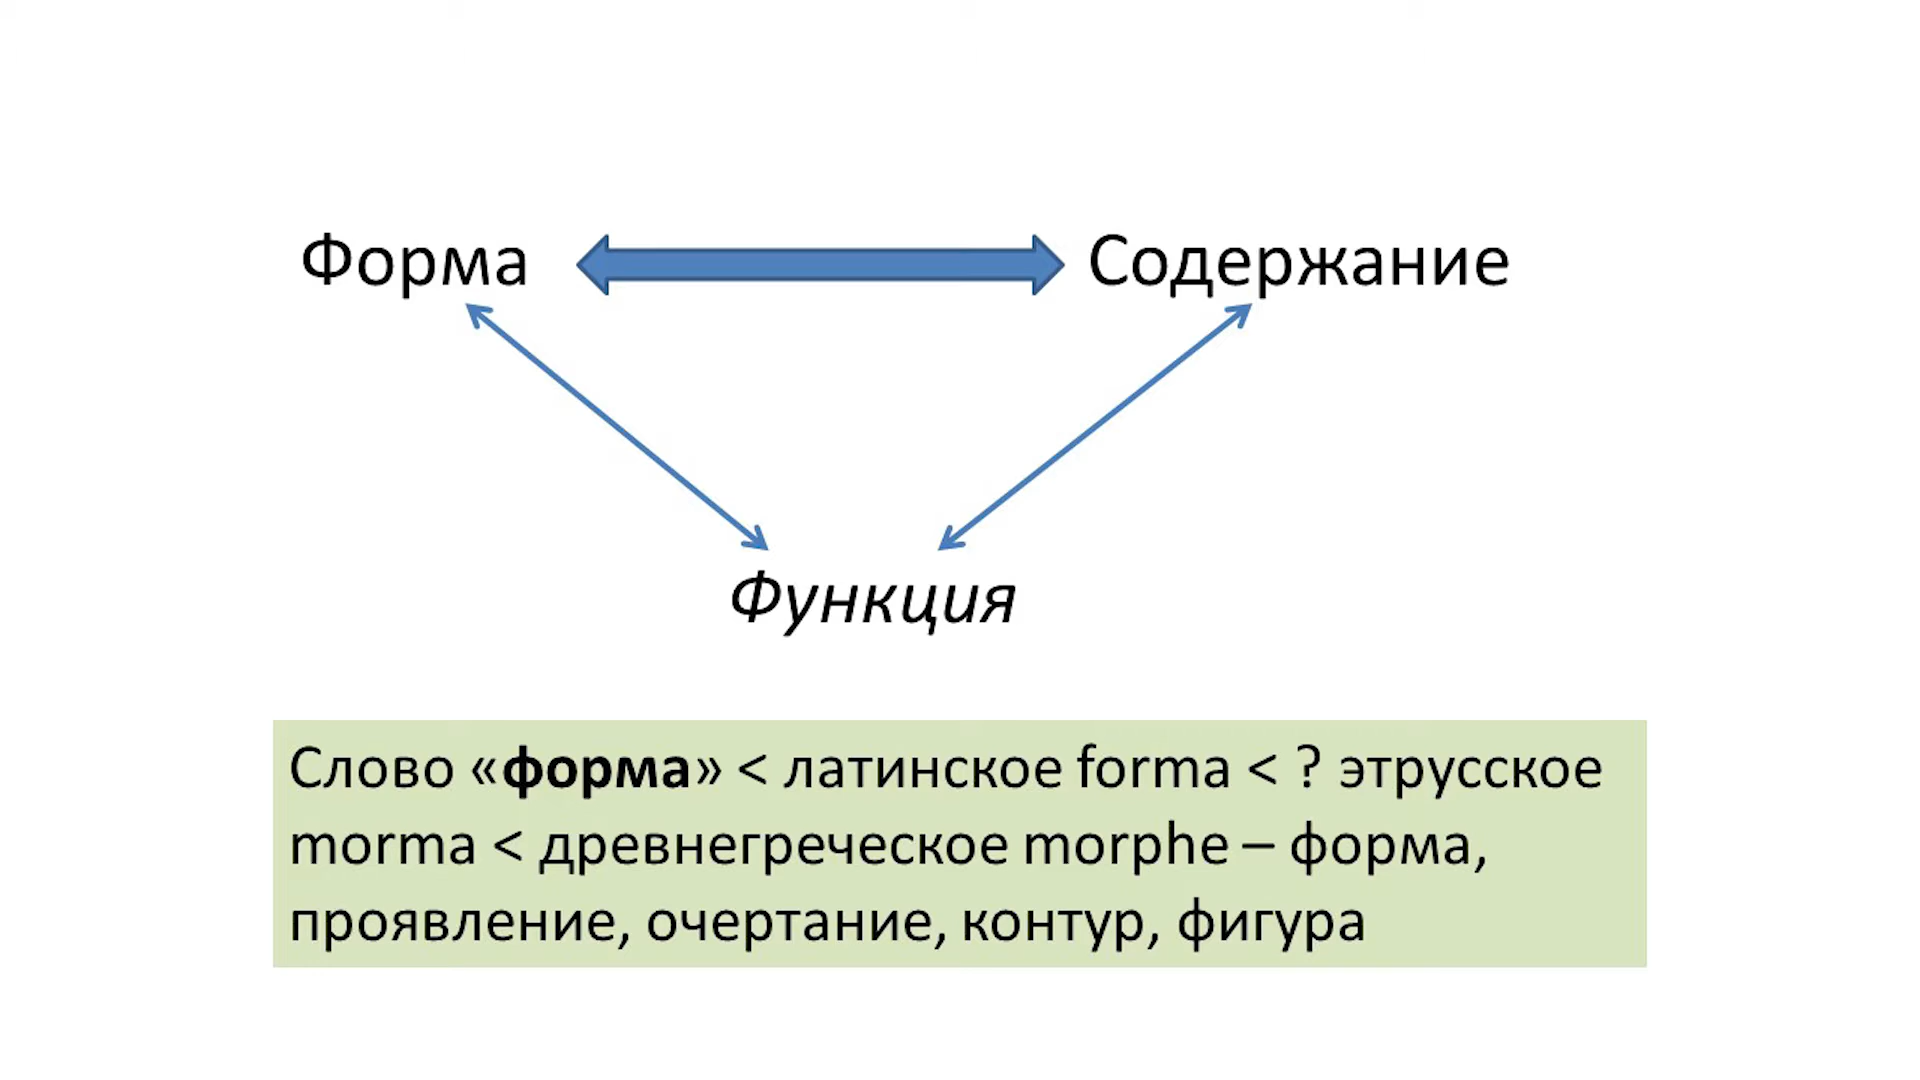 Форма Содержание
Функция
Слово «форма» < латинское forma < ? этрусское
morma < древнегреческое morphe – форма,
проявление, очертание, контур, фигура